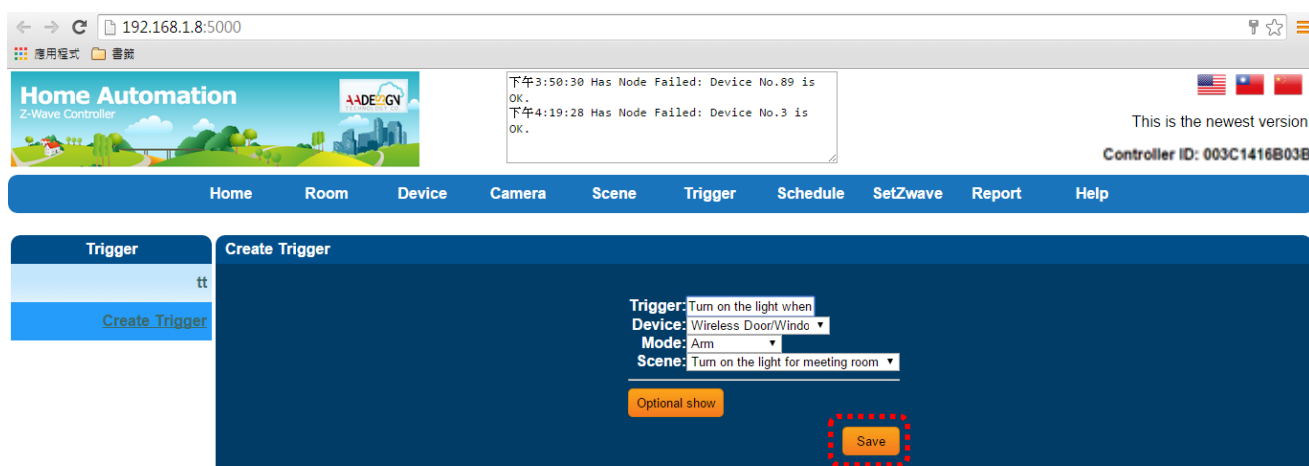 192.168.1.8:5000
應用程式 書籤
Home Automation
Z-Wave Controller
AADESIGN
TECHNOLOGY CO.
下午3:50:30 Has Node Failed: Device No.89 is
OK.
下午4:19:28 Has Node Failed: Device No.3 is
OK.
This is the newest version
Controller ID: 003C1416B03B
Home Room Device Camera Scene Trigger Schedule SetZwave Report Help
Trigger
tt
Create Trigger
Create Trigger
Trigger: Turn on the light when
Device: Wireless Door/Windo
Mode: Arm
Scene: Turn on the light for meeting room
Optional show
Save